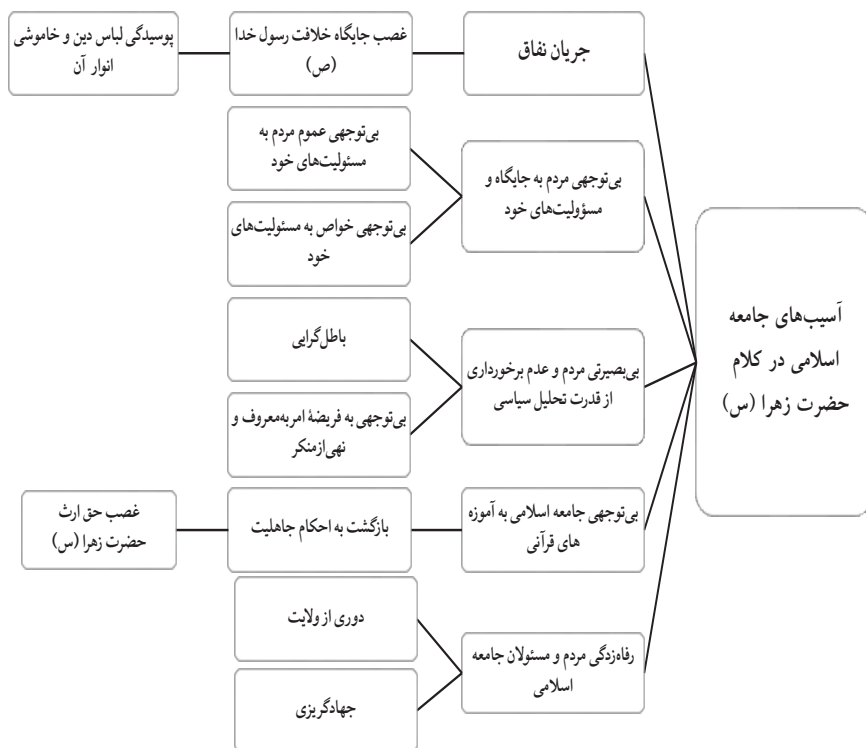 آسیب‌های جامعه
اسلامی در کلام
حضرت زهرا (س)
جریان نفاق
غصب جایگاه خلافت رسول خدا
(ص)
پوسیدگی لباس دین و خاموشی
انوار آن
بی‌توجهی مردم به جایگاه و
مسؤولیت‌های خود
بی‌توجهی عموم مردم به
مسئولیت‌های خود
بی‌توجهی خواص به مسئولیت‌های
خود
بی‌بصیرتی مردم و عدم برخورداری
از قدرت تحلیل سیاسی
باطل‌گرایی
بی‌توجهی به فریضهٔ امربه‌معروف و
نهی‌ازمنکر
بی‌توجهی جامعه اسلامی به آموزه
های قرآنی
بازگشت به احکام جاهلیت
غصب حق ارث
حضرت زهرا (س)
رفاه‌زدگی مردم و مسئولان جامعه
اسلامی
دوری از ولایت
جهادگریزی